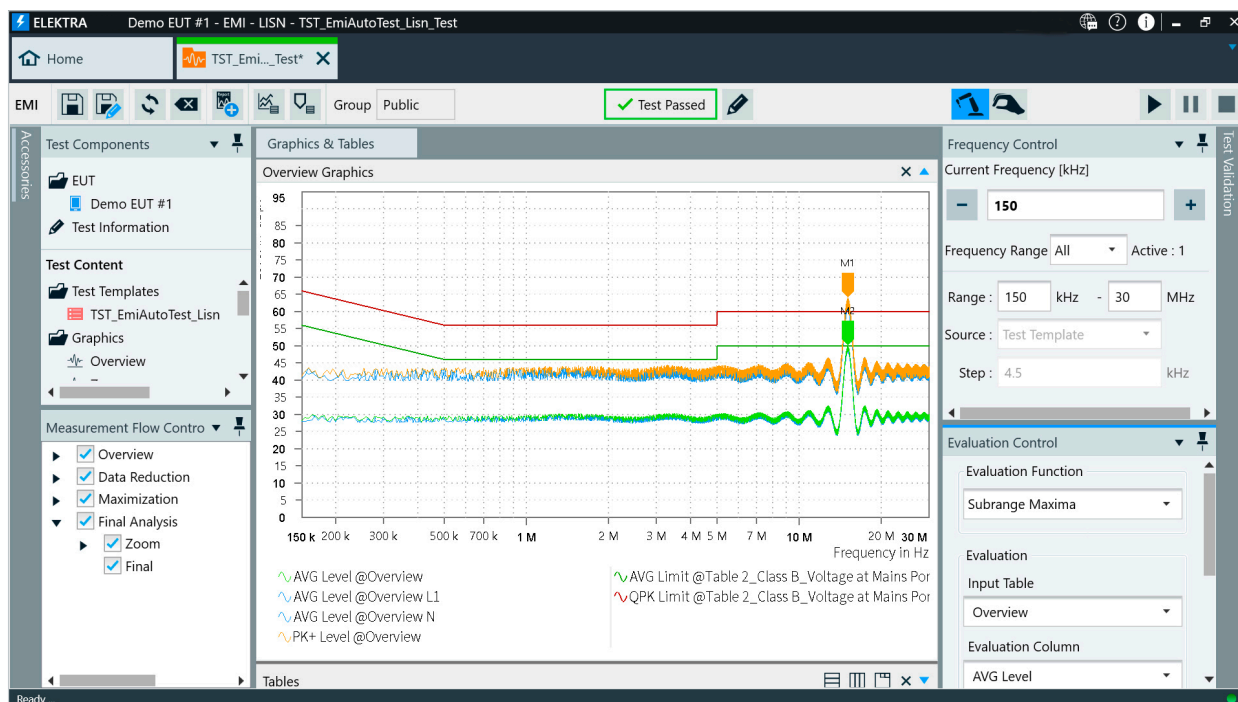 ELEKTRA Demo EUT #1 - EMI - LISN - TST_EmiAutoTest_Lisn_Test
Home
TST_Emi..._Test*
EMI
Group Public
Test Passed
Accessories
Test Components
EUT
Demo EUT #1
Test Information
Test Content
Test Templates
TST_EmiAutoTest_Lisn
Graphics
Overview
Measurement Flow Contro
Overview
Data Reduction
Maximization
Final Analysis
Zoom
Final
Graphics & Tables
Overview Graphics
95
85
80
75
70
65
60
55
50
45
40
35
30
25
20
15
10
5
0
M1
M2
150 k 200 k 300 k 500 k 700 k 1 M 2 M 3 M 4 M 5 M 7 M 10 M 20 M 30 M
Frequency in Hz
AVG Level @Overview
AVG Level @Overview L1
AVG Level @Overview N
PK+ Level @Overview
AVG Limit @Table 2_Class B_Voltage at Mains Por
QPK Limit @Table 2_Class B_Voltage at Mains Por
Tables
Frequency Control
Current Frequency [kHz]
150
Frequency Range All Active : 1
Range : 150 kHz - 30 MHz
Source : Test Template
Step : 4.5 kHz
Evaluation Control
Evaluation Function
Subrange Maxima
Evaluation
Input Table
Overview
Evaluation Column
AVG Level
Test Validation
Ready